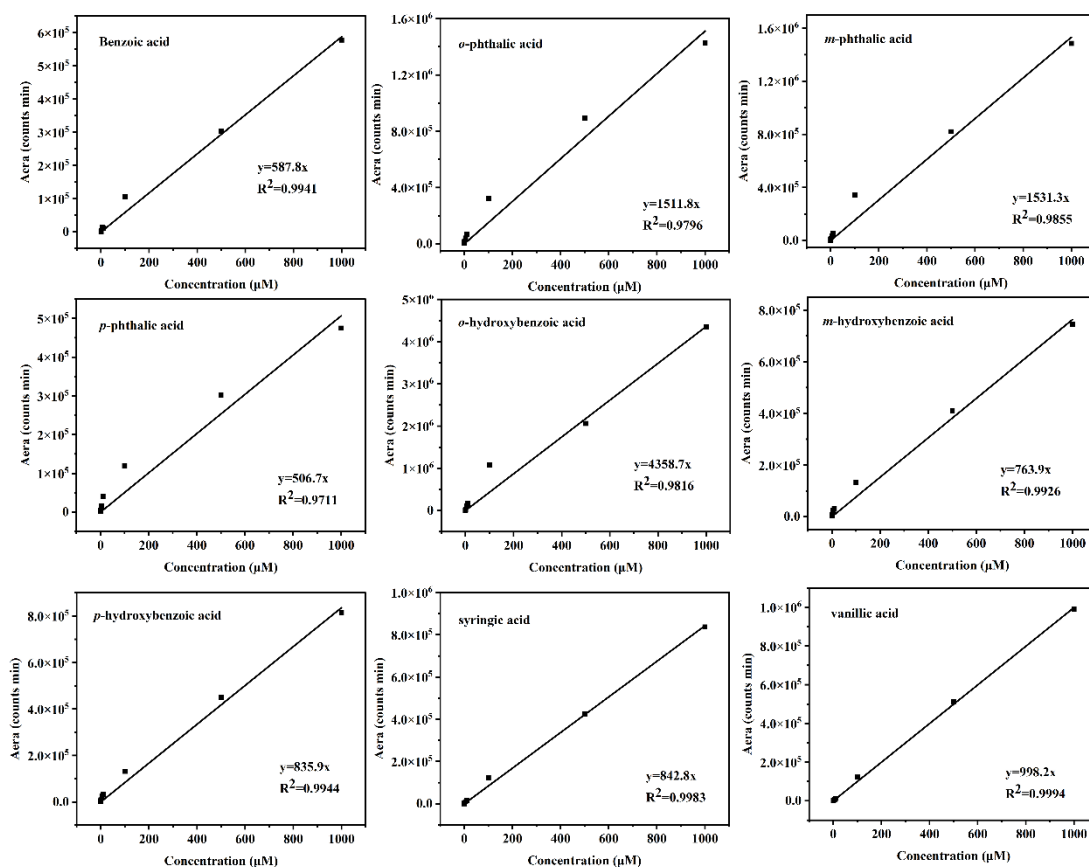 Benzoic acid
Aera (counts min)
6×10⁵
5×10⁵
4×10⁵
3×10⁵
2×10⁵
1×10⁵
0
y=587.8x
R²=0.9941
0 200 400 600 800 1000
Concentration (μM)
o-phthalic acid
Aera (counts min)
1.6×10⁶
1.2×10⁶
8.0×10⁵
4.0×10⁵
0.0
y=1511.8x
R²=0.9796
0 200 400 600 800 1000
Concentration (μM)
m-phthalic acid
Aera (counts min)
1.6×10⁶
1.2×10⁶
8.0×10⁵
4.0×10⁵
0.0
y=1531.3x
R²=0.9855
0 200 400 600 800 1000
Concentration (μM)
p-phthalic acid
Aera (counts min)
5×10⁵
4×10⁵
3×10⁵
2×10⁵
1×10⁵
0
y=506.7x
R²=0.9711
0 200 400 600 800 1000
Concentration (μM)
o-hydroxybenzoic acid
Aera (counts min)
5×10⁶
4×10⁶
3×10⁶
2×10⁶
1×10⁶
0
y=4358.7x
R²=0.9816
0 200 400 600 800 1000
Concentration (μM)
m-hydroxybenzoic acid
Aera (counts min)
8.0×10⁵
6.0×10⁵
4.0×10⁵
2.0×10⁵
0.0
y=763.9x
R²=0.9926
0 200 400 600 800 1000
Concentration (μM)
p-hydroxybenzoic acid
Aera (counts min)
8.0×10⁵
6.0×10⁵
4.0×10⁵
2.0×10⁵
0.0
y=835.9x
R²=0.9944
0 200 400 600 800 1000
Concentration (μM)
syringic acid
Aera (counts min)
1.0×10⁶
8.0×10⁵
6.0×10⁵
4.0×10⁵
2.0×10⁵
0.0
y=842.8x
R²=0.9983
0 200 400 600 800 1000
Concentration (μM)
vanillic acid
Aera (counts min)
1.0×10⁶
8.0×10⁵
6.0×10⁵
4.0×10⁵
2.0×10⁵
0.0
y=998.2x
R²=0.9994
0 200 400 600 800 1000
Concentration (μM)